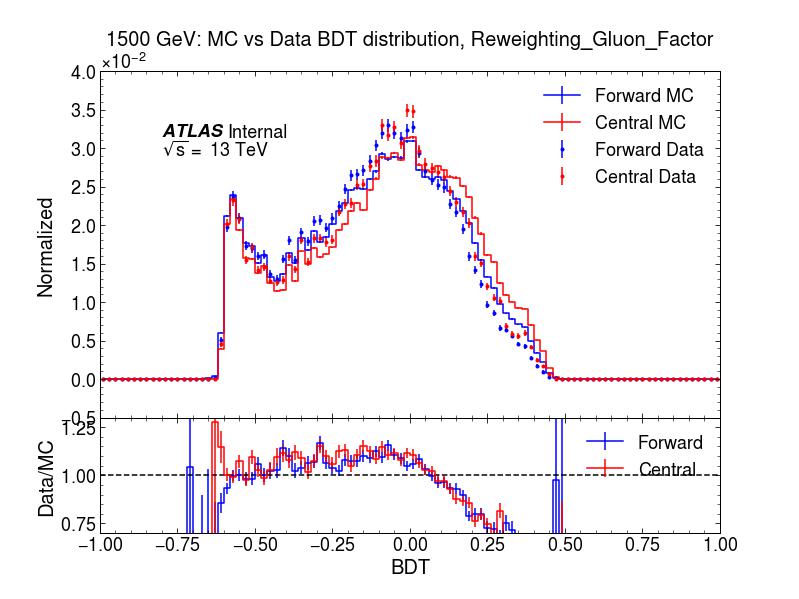 1500 GeV: MC vs Data BDT distribution, Reweighting_Gluon_Factor
×10⁻²
4.0
3.5
3.0
2.5
2.0
1.5
1.0
0.5
0.0
0.5
Normalized
ATLAS Internal
√s = 13 TeV
Forward MC
Central MC
Forward Data
Central Data
1.25
1.00
0.75
Data/MC
Forward
Central
−1.00 −0.75 −0.50 −0.25 0.00 0.25 0.50 0.75 1.00
BDT